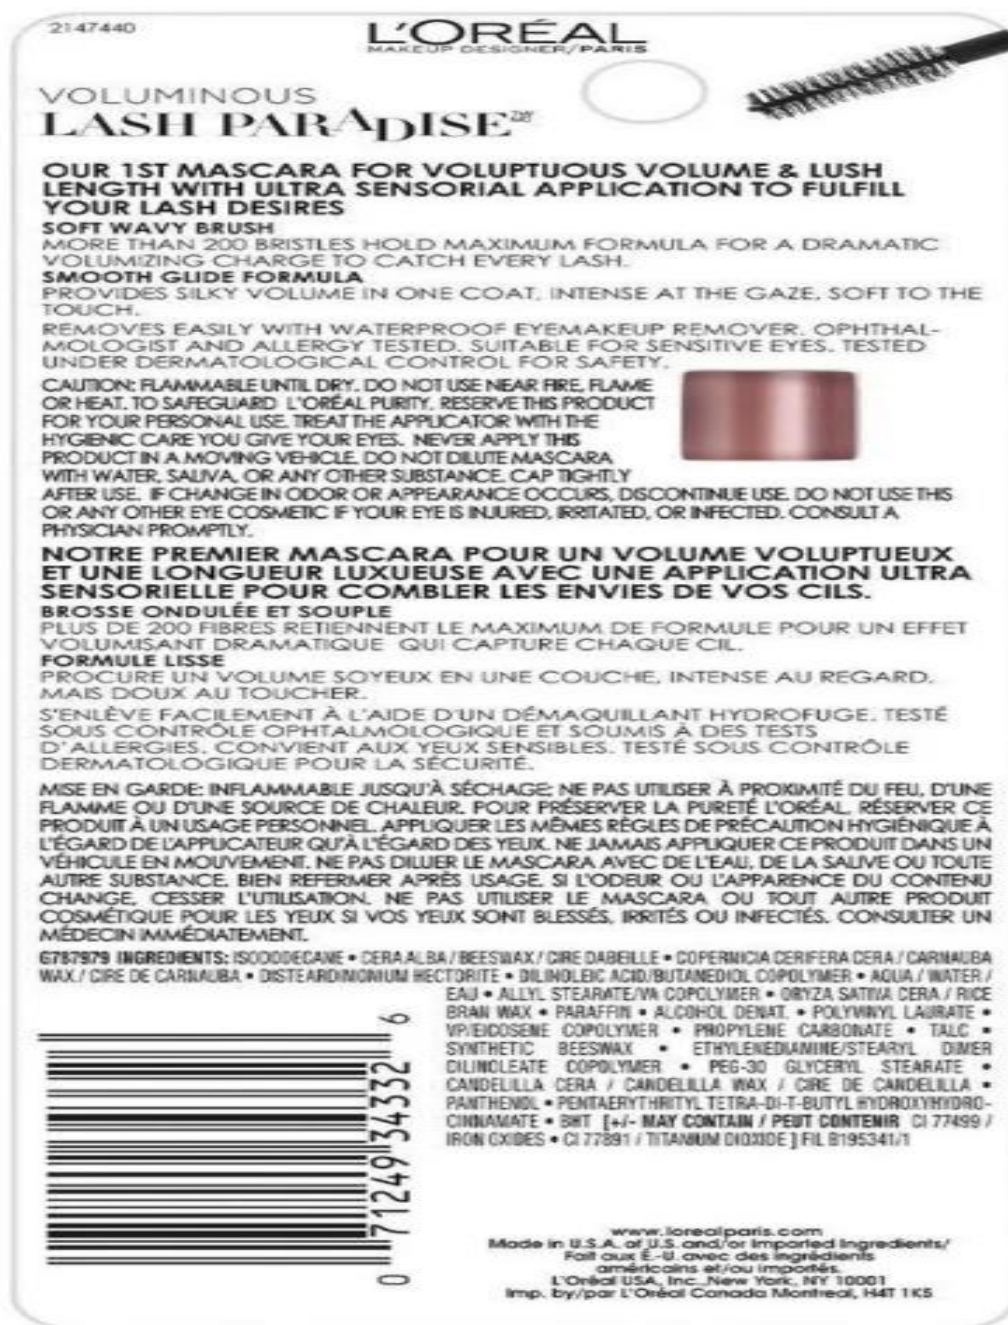 2147440
L'ORÉAL
MAKEUP DESIGNER/PARIS
VOLUMINOUS
LASH PARADISE™
OUR 1ST MASCARA FOR VOLUPTUOUS VOLUME & LUSH
LENGTH WITH ULTRA SENSORIAL APPLICATION TO FULFILL
YOUR LASH DESIRES
SOFT WAVY BRUSH
MORE THAN 200 BRISTLES HOLD MAXIMUM FORMULA FOR A DRAMATIC
VOLUMIZING CHARGE TO CATCH EVERY LASH.
SMOOTH GLIDE FORMULA
PROVIDES SILKY VOLUME IN ONE COAT, INTENSE AT THE GAZE, SOFT TO THE
TOUCH.
REMOVES EASILY WITH WATERPROOF EYEMAKEUP REMOVER. OPHTHAL-
MOLOGIST AND ALLERGY TESTED. SUITABLE FOR SENSITIVE EYES. TESTED
UNDER DERMATOLOGICAL CONTROL FOR SAFETY.
CAUTION: FLAMMABLE UNTIL DRY. DO NOT USE NEAR FIRE, FLAME
OR HEAT. TO SAFEGUARD L'ORÉAL PURITY, RESERVE THIS PRODUCT
FOR YOUR PERSONAL USE. TREAT THE APPLICATOR WITH THE
HYGIENIC CARE YOU GIVE YOUR EYES. NEVER APPLY THIS
PRODUCT IN A MOVING VEHICLE. DO NOT DILUTE MASCARA
WITH WATER, SALIVA, OR ANY OTHER SUBSTANCE. CAP TIGHTLY
AFTER USE. IF CHANGE IN ODOR OR APPEARANCE OCCURS, DISCONTINUE USE. DO NOT USE THIS
OR ANY OTHER EYE COSMETIC IF YOUR EYE IS INJURED, IRRITATED, OR INFECTED. CONSULT A
PHYSICIAN PROMPTLY.
NOTRE PREMIER MASCARA POUR UN VOLUME VOLUPTUEUX
ET UNE LONGUEUR LUXUEUSE AVEC UNE APPLICATION ULTRA
SENSORIELLE POUR COMBLER LES ENVIES DE VOS CILS.
BROSSE ONDULÉE ET SOUPLE
PLUS DE 200 FIBRES RETIENNENT LE MAXIMUM DE FORMULE POUR UN EFFET
VOLUMISANT DRAMATIQUE QUI CAPTURE CHAQUE CIL.
FORMULE LISSE
PROCURE UN VOLUME SOYEUX EN UNE COUCHE, INTENSE AU REGARD,
MAIS DOUX AU TOUCHER.
S'ENLÈVE FACILEMENT À L'AIDE D'UN DÉMAQUILLANT HYDROFUGE. TESTÉ
SOUS CONTRÔLE OPHTALMOLOGIQUE ET SOUMIS À DES TESTS
D'ALLERGIES. CONVIENT AUX YEUX SENSIBLES. TESTÉ SOUS CONTRÔLE
DERMATOLOGIQUE POUR LA SÉCURITÉ.
MISE EN GARDE: INFLAMMABLE JUSQU'À SÉCHAGE; NE PAS UTILISER À PROXIMITÉ DU FEU, D'UNE
FLAMME OU D'UNE SOURCE DE CHALEUR. POUR PRÉSERVER LA PURETÉ L'ORÉAL, RÉSERVER CE
PRODUIT À UN USAGE PERSONNEL. APPLIQUER LES MÊMES RÈGLES DE PRÉCAUTION HYGIÉNIQUE À
L'ÉGARD DE L'APPLICATEUR QU'À L'ÉGARD DES YEUX. NE JAMAIS APPLIQUER CE PRODUIT DANS UN
VÉHICULE EN MOUVEMENT. NE PAS DILUER LE MASCARA AVEC DE L'EAU, DE LA SALIVE OU TOUTE
AUTRE SUBSTANCE. BIEN REFERMER APRÈS USAGE. SI L'ODEUR OU L'APPARENCE DU CONTENU
CHANGE, CESSER L'UTILISATION. NE PAS UTILISER LE MASCARA OU TOUT AUTRE PRODUIT
COSMÉTIQUE POUR LES YEUX SI VOS YEUX SONT BLESSÉS, IRRITÉS OU INFECTÉS. CONSULTER UN
MÉDECIN IMMÉDIATEMENT.
G787979 INGREDIENTS: ISODODECANE • CERA ALBA / BEESWAX / CIRE DABEILLE • COPERNICIA CERIFERA CERA / CARNAUBA
WAX / CIRE DE CARNAUBA • DISTEARDIMONIUM HECTORITE • DILINOLEIC ACID/BUTANEDIOL COPOLYMER • AQUA / WATER /
EAU • ALLYL STEARATE/VA COPOLYMER • ORYZA SATIVA CERA / RICE
BRAN WAX • PARAFFIN • ALCOHOL DENAT. • POLYVINYL LAURATE •
VP/EICOSENE COPOLYMER • PROPYLENE CARBONATE • TALC •
SYNTHETIC BEESWAX • ETHYLENEDIAMINE/STEARYL DIMER
DILINOLEATE COPOLYMER • PEG-30 GLYCERYL STEARATE •
CANDELILLA CERA / CANDELILLA WAX / CIRE DE CANDELILLA •
PANTHENOL • PENTAERYTHRITYL TETRA-DI-T-BUTYL HYDROXYHYDRO-
CINNAMATE • BHT [+/- MAY CONTAIN / PEUT CONTENIR CI 77499 /
IRON OXIDES • CI 77891 / TITANIUM DIOXIDE ] FIL B195341/1
0 71249 34332 6
www.lorealparis.com
Made in U.S.A. of U.S. and/or Imported Ingredients/
Fait aux É.-U. avec des ingrédients
américains et/ou importés.
L'Oréal USA, Inc., New York, NY 10001
Imp. by/par L'Oréal Canada Montreal, H4T 1K5